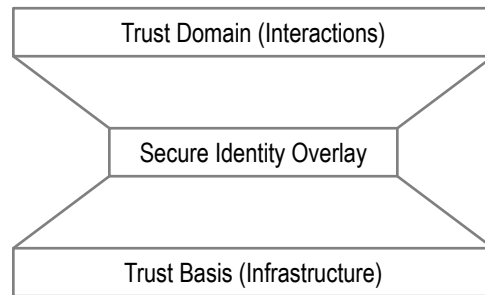 Trust Domain (Interactions)
Secure Identity Overlay
Trust Basis (Infrastructure)